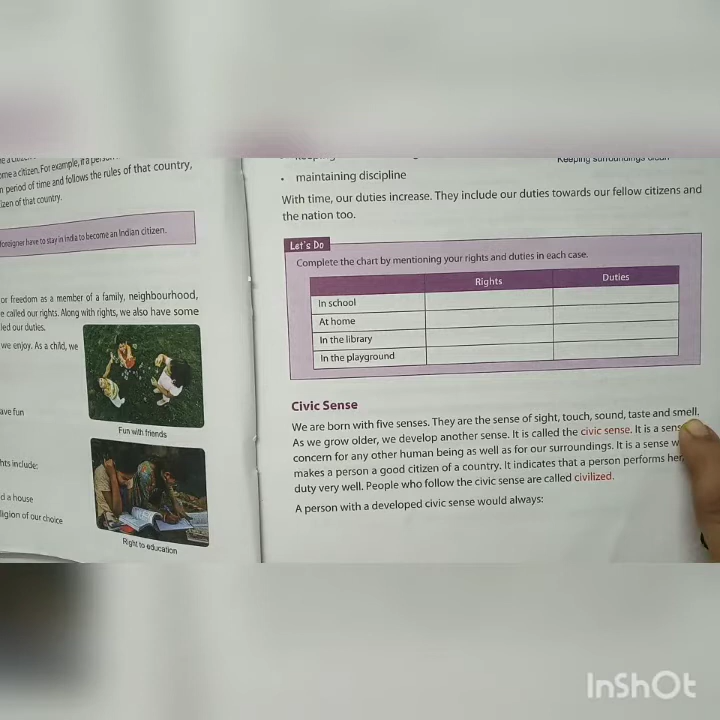 ome a citizen. For example, if a
n period of time and follows the rules of that country,
izen of that country.
foreigner have to stay in India to become an Indian citizen.
or freedom as a member of a family, neighbourhood,
e called our rights. Along with rights, we also have some
led our duties.
we enjoy. As a child, we
ave fun
Fun with friends
hts include:
d a house
ligion of our choice
Right to education
Keeping surroundings clean
• maintaining discipline
With time, our duties increase. They include our duties towards our fellow citizens and
the nation too.
Let's Do
Complete the chart by mentioning your rights and duties in each case.
Rights Duties
In school
At home
In the library
In the playground
Civic Sense
We are born with five senses. They are the sense of sight, touch, sound, taste and smell.
As we grow older, we develop another sense. It is called the civic sense. It is a sens
concern for any other human being as well as for our surroundings. It is a sense w
makes a person a good citizen of a country. It indicates that a person performs her
duty very well. People who follow the civic sense are called civilized.
A person with a developed civic sense would always:
InShOt